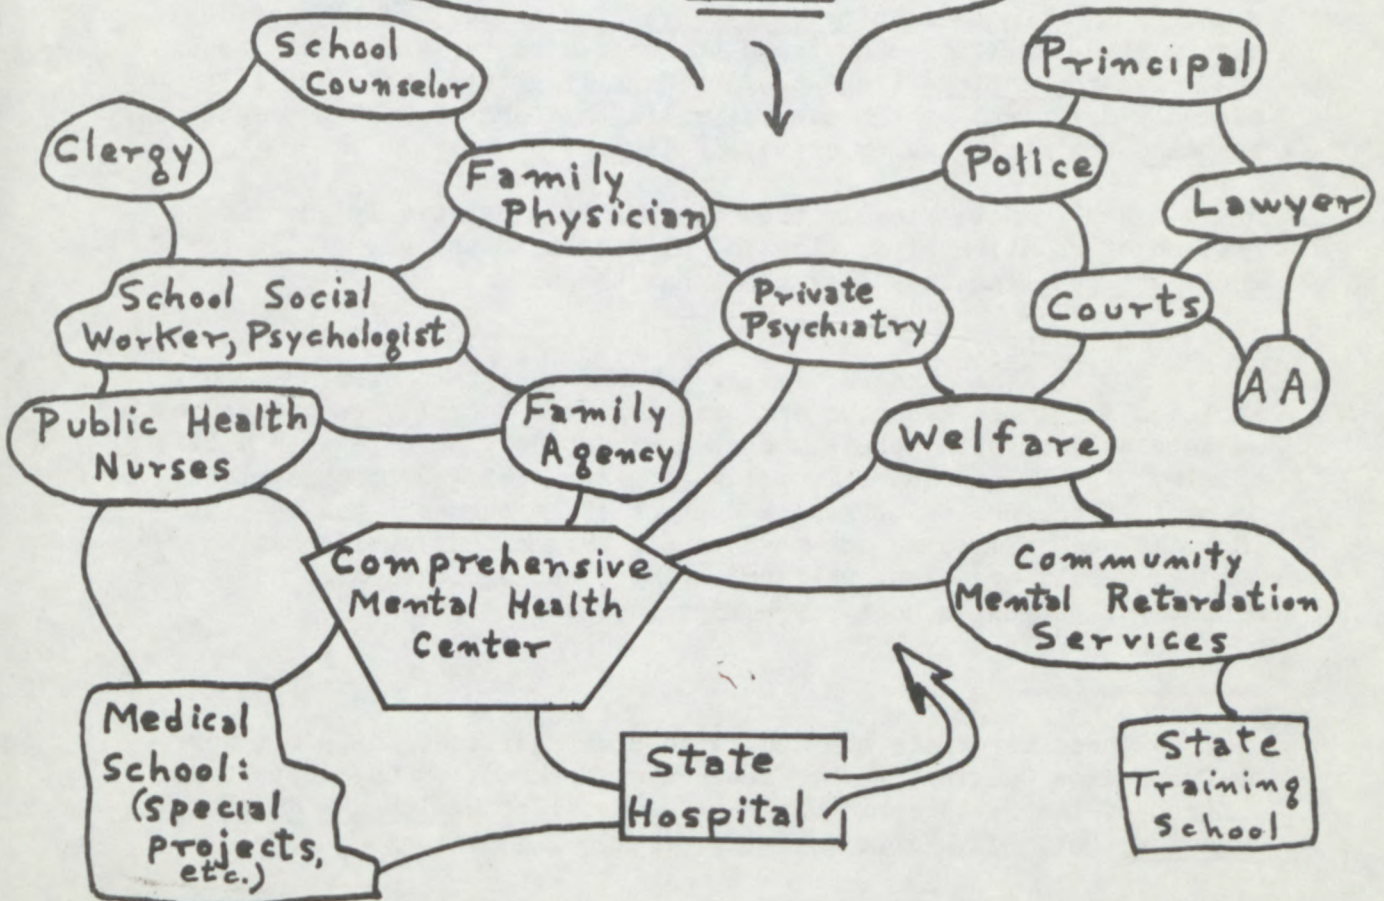 School
Counselor
Principal
Clergy
Family
Physician
Police
Lawyer
School Social
Worker, Psychologist
Private
Psychiatry
Courts
AA
Public Health
Nurses
Family
Agency
Welfare
Comprehensive
Mental Health
Center
Community
Mental Retardation
Services
Medical
School:
(special
projects,
etc.)
State
Hospital
State
Training
School